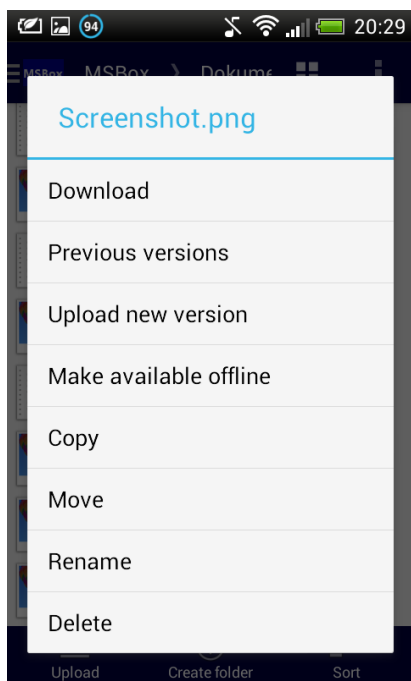 94
20:29
MSBox
MSBox
Dokume
Screenshot.png
Download
Previous versions
Upload new version
Make available offline
Copy
Move
Rename
Delete
Upload
Create folder
Sort